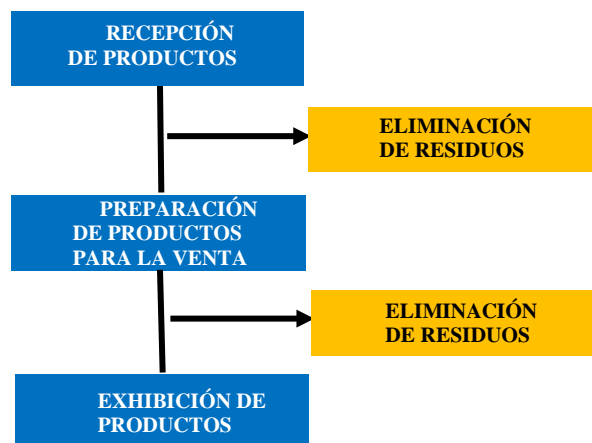 RECEPCIÓN
DE PRODUCTOS
ELIMINACIÓN
DE RESIDUOS
PREPARACIÓN
DE PRODUCTOS
PARA LA VENTA
ELIMINACIÓN
DE RESIDUOS
EXHIBICIÓN DE
PRODUCTOS